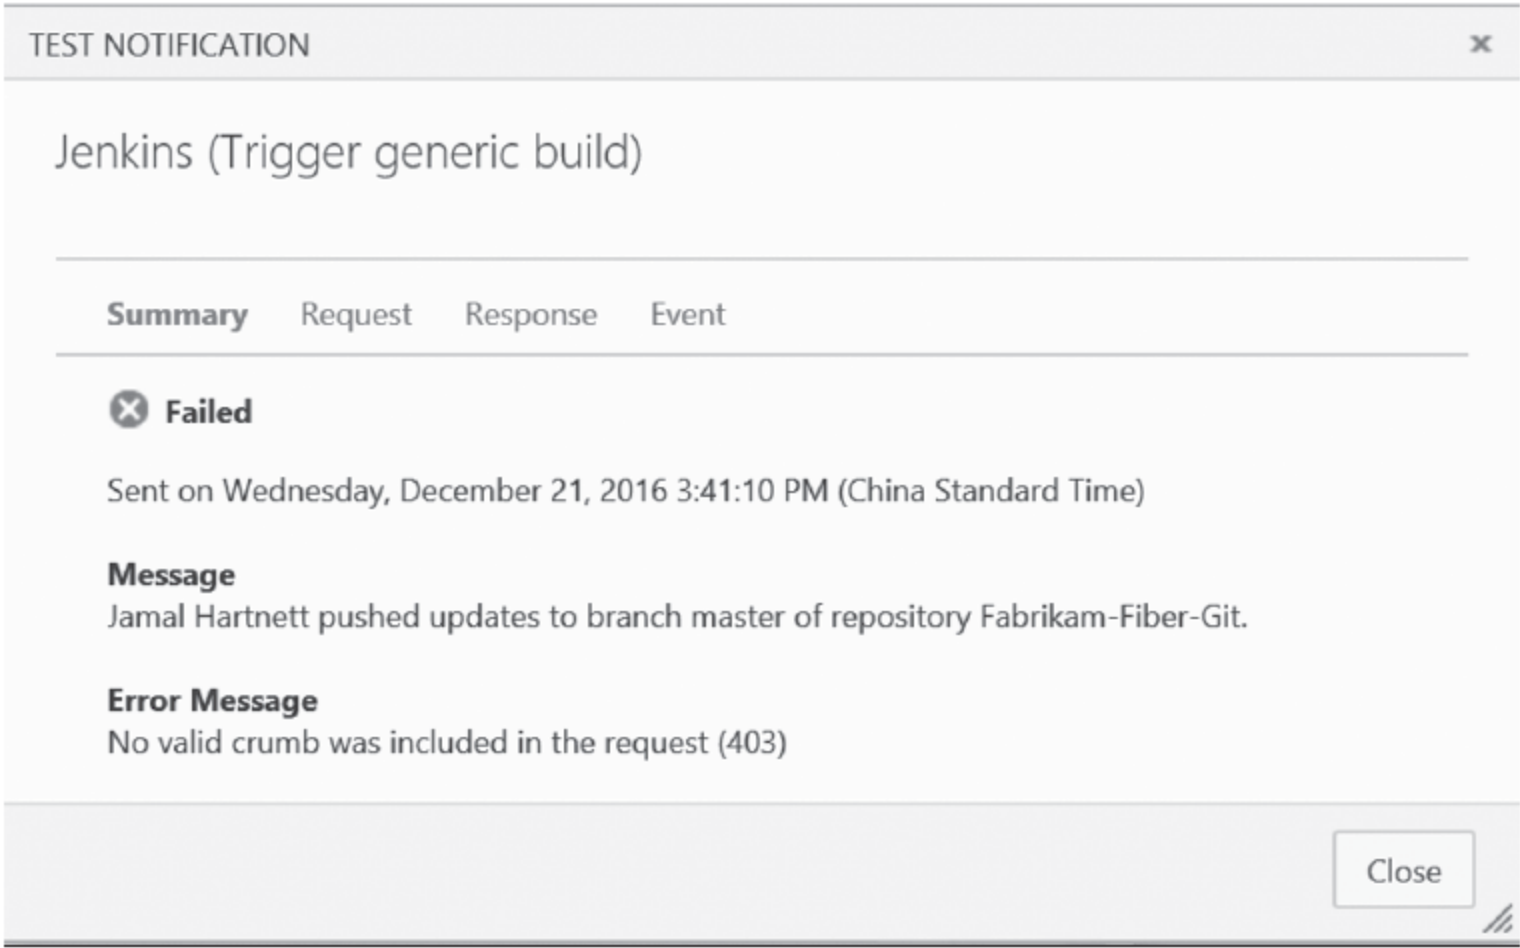 TEST NOTIFICATION
Jenkins (Trigger generic build)
Summary Request Response Event
Failed
Sent on Wednesday, December 21, 2016 3:41:10 PM (China Standard Time)
Message
Jamal Hartnett pushed updates to branch master of repository Fabrikam-Fiber-Git.
Error Message
No valid crumb was included in the request (403)
Close